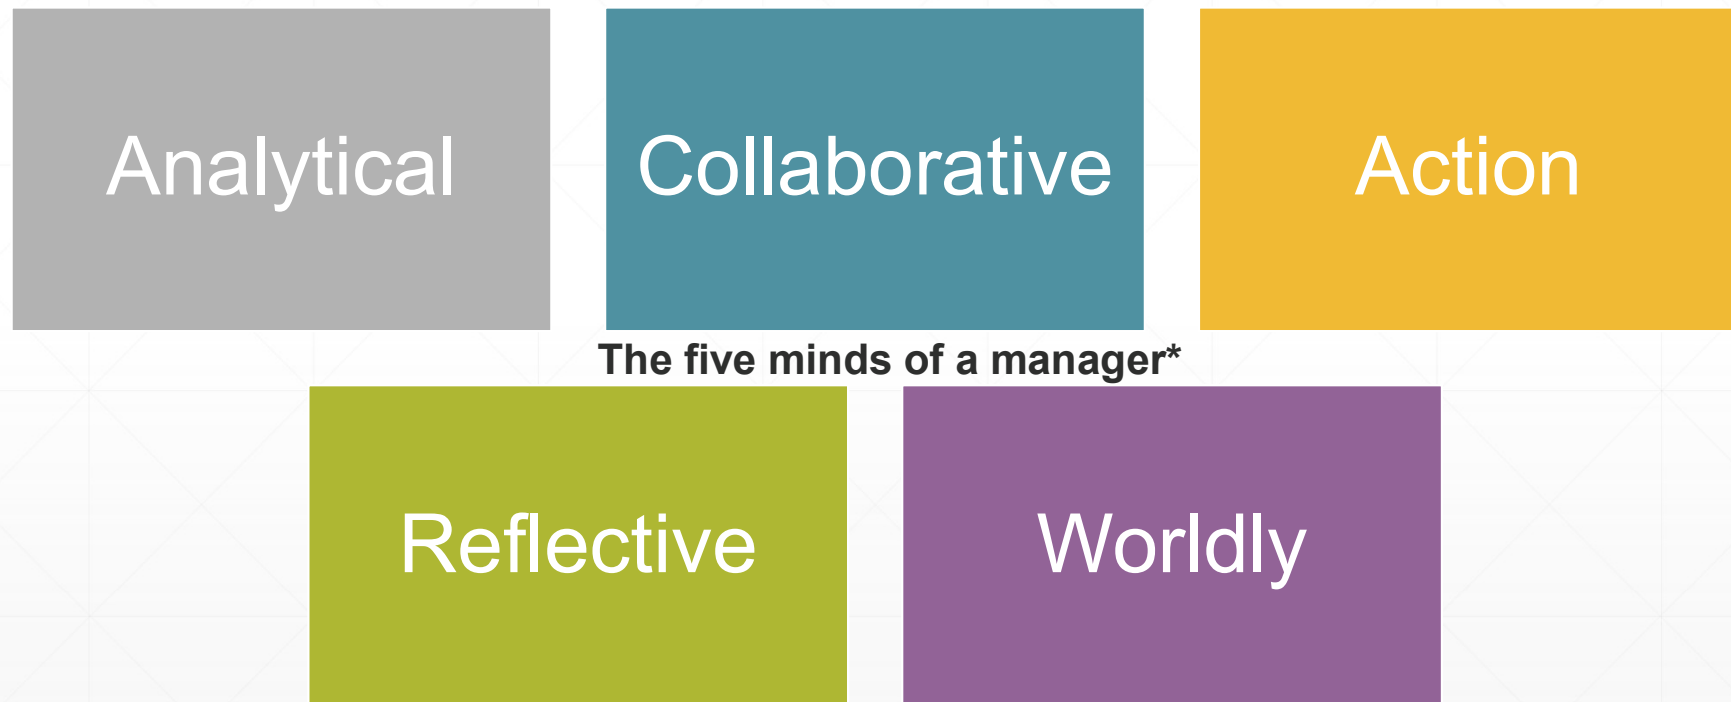 Analytical
Collaborative
Action
The five minds of a manager*
Reflective
Worldly